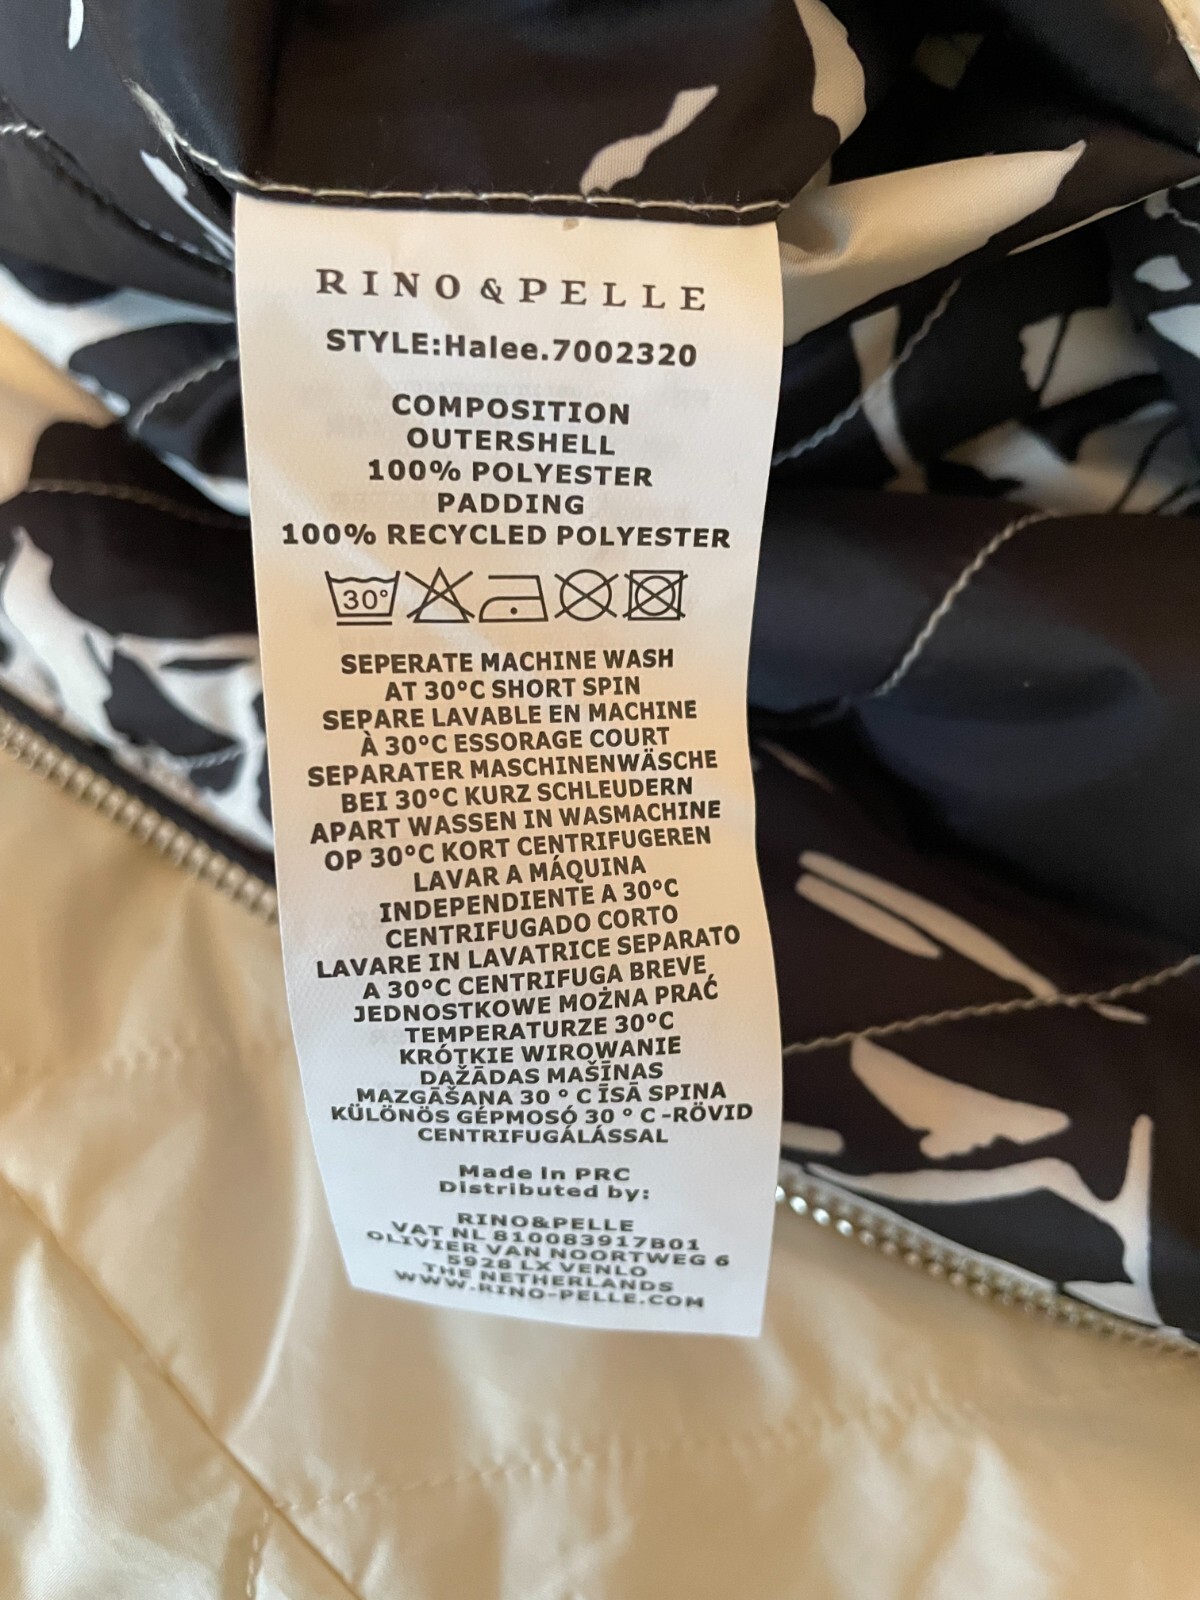 RINO & PELLE
STYLE:Halee.7002320
COMPOSITION
OUTERSHELL
100% POLYESTER
PADDING
100% RECYCLED POLYESTER
30°
SEPERATE MACHINE WASH
AT 30°C SHORT SPIN
SEPARE LAVABLE EN MACHINE
À 30°C ESSORAGE COURT
SEPARATER MASCHINENWÄSCHE
BEI 30°C KURZ SCHLEUDERN
APART WASSEN IN WASMACHINE
OP 30°C KORT CENTRIFUGEREN
LAVAR A MÁQUINA
INDEPENDIENTE A 30°C
CENTRIFUGADO CORTO
LAVARE IN LAVATRICE SEPARATO
A 30°C CENTRIFUGA BREVE
JEDNOSTKOWE MOŻNA PRAĆ
TEMPERATURZE 30°C
KRÓTKIE WIROWANIE
DAŽĀDAS MAŠĪNAS
MAZGĀŠANA 30 ° C ĪSĀ SPINA
KÜLÖNÖS GÉPMOSÓ 30 ° C -RÖVID
CENTRIFUGÁLÁSSAL
Made In PRC
Distributed by:
RINO&PELLE
VAT NL 810083917B01
OLIVIER VAN NOORTWEG 6
5928 LX VENLO
THE NETHERLANDS
WWW.RINO-PELLE.COM